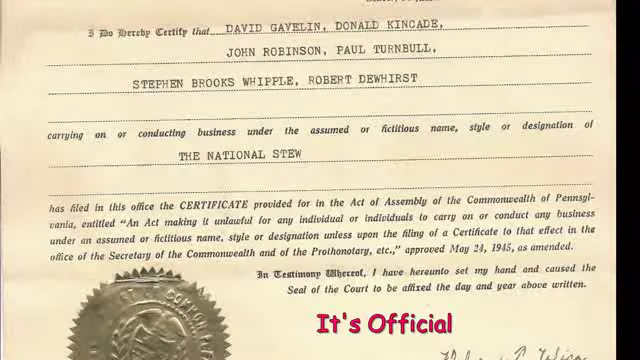 I Do Hereby Certify that DAVID GAVELIN, DONALD KINCADE,
JOHN ROBINSON, PAUL TURNBULL,
STEPHEN BROOKS WHIPPLE, ROBERT DEWHIRST
carrying on or conducting business under the assumed or fictitious name, style or designation of
THE NATIONAL STEW
has filed in this office the CERTIFICATE provided for in the Act of Assembly of the Commonwealth of Pennsyl-
vania, entitled "An Act making it unlawful for any individual or individuals to carry on or conduct any business
under an assumed or fictitious name, style or designation unless upon the filing of a Certificate to that effect in the
office of the Secretary of the Commonwealth and of the Prothonotary, etc.," approved May 24, 1945, as amended.
In Testimony Whereof, I have hereunto set my hand and caused the
Seal of the Court to be affixed the day and year above written.
It's Official